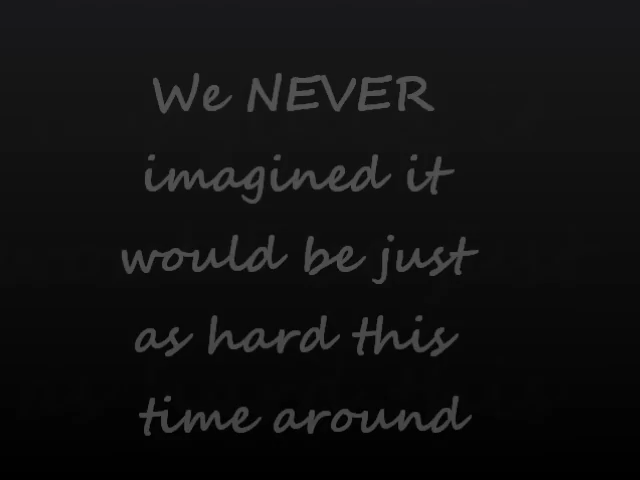 We NEVER
imagined it
would be just
as hard this
time around